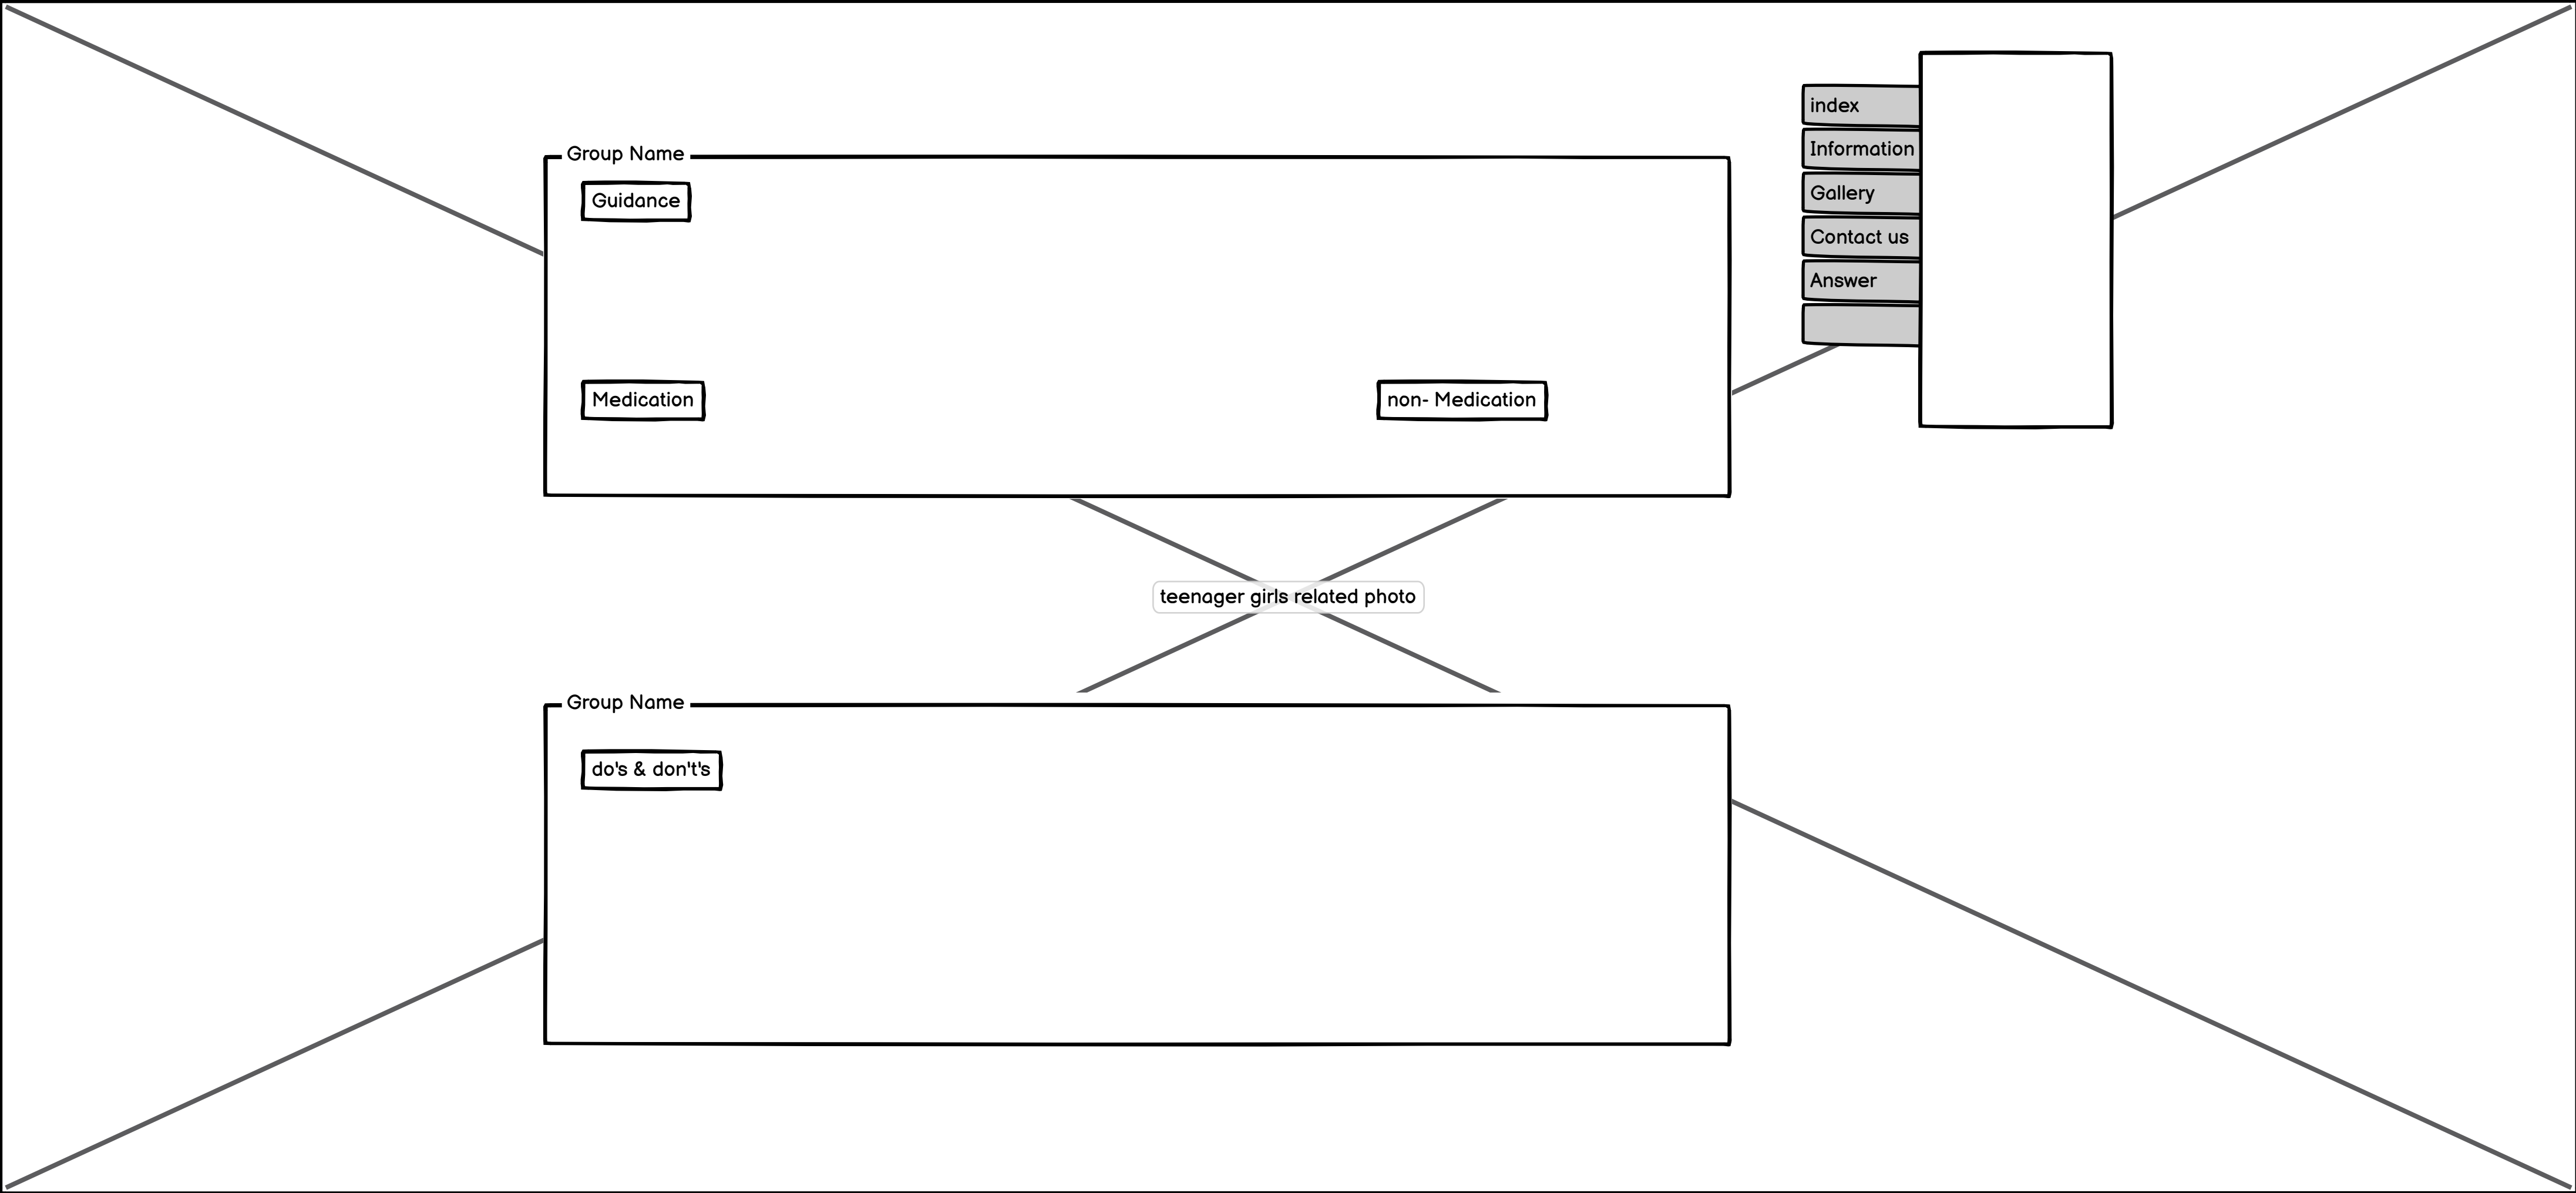 index
Information
Gallery
Contact us
Answer
Group Name
Guidance
Medication
non- Medication
teenager girls related photo
Group Name
do's & don't's